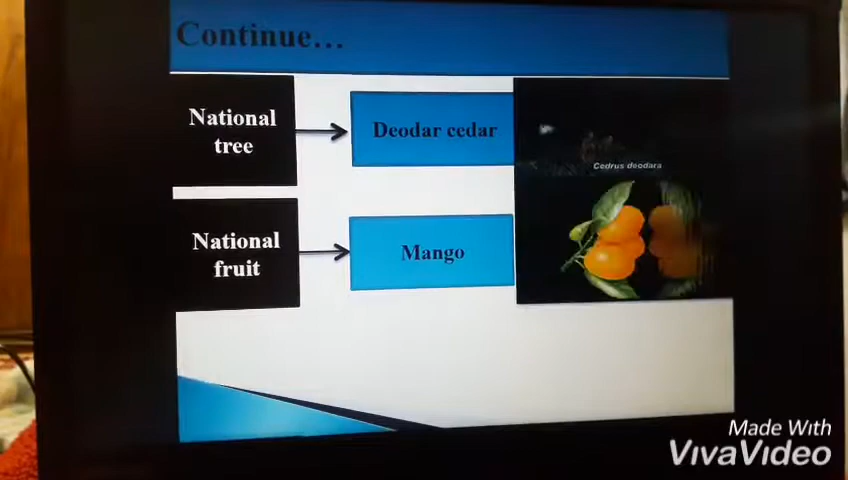 Continue…
National
tree
Deodar cedar
Cedrus deodara
National
fruit
Mango
Made With
VivaVideo